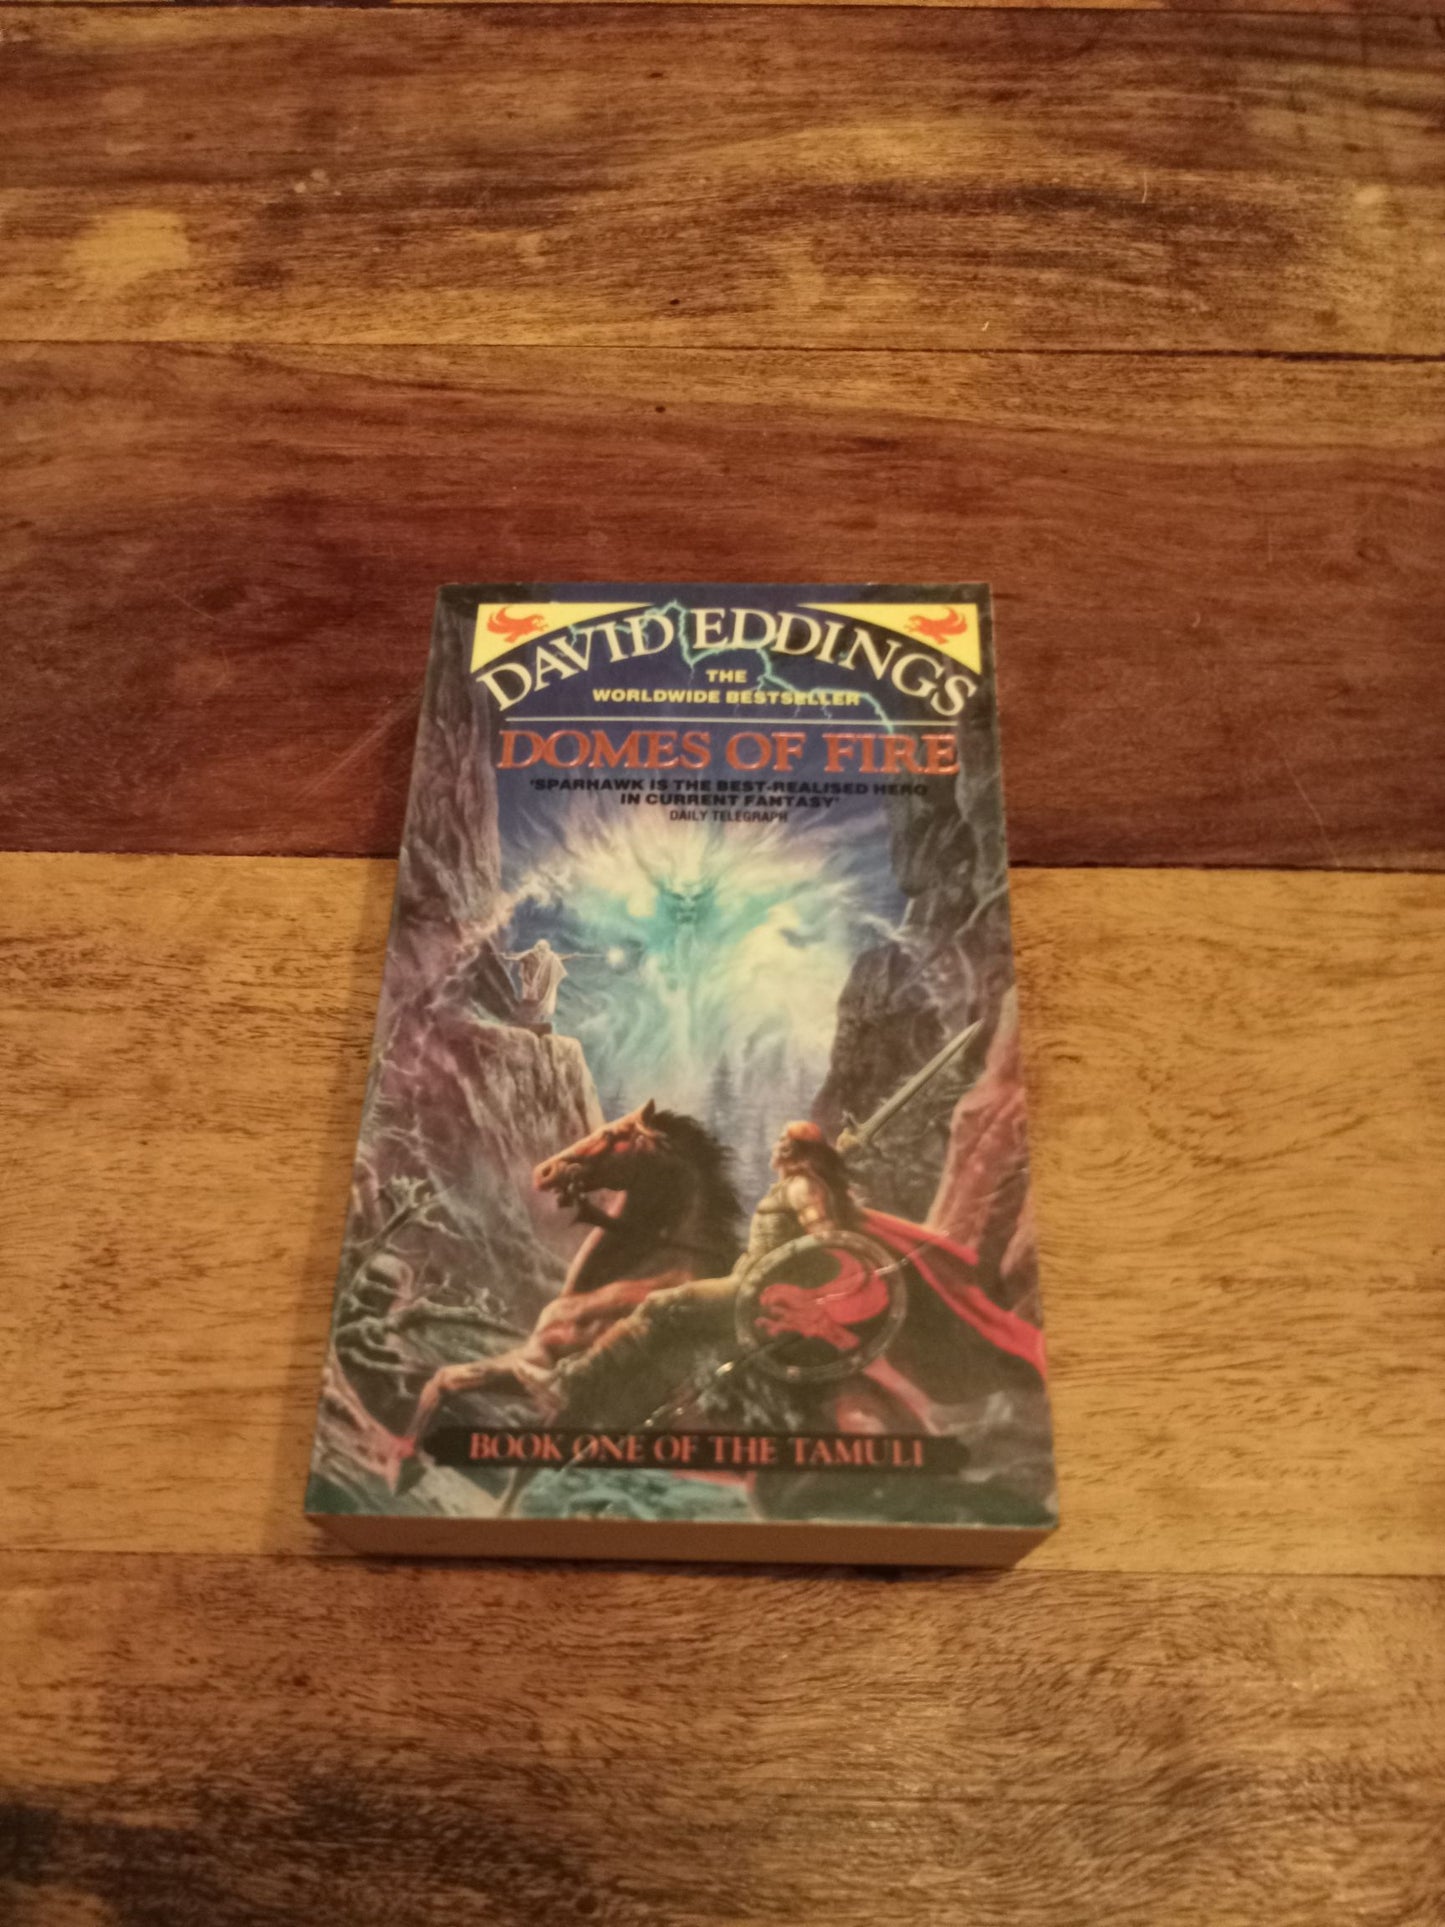 DAVID EDDINGS
THE
WORLDWIDE BESTSELLER
DOMES OF FIRE
'SPARHAWK IS THE BEST-REALISED HERO
IN CURRENT FANTASY'
DAILY TELEGRAPH
BOOK ONE OF THE TAMULI